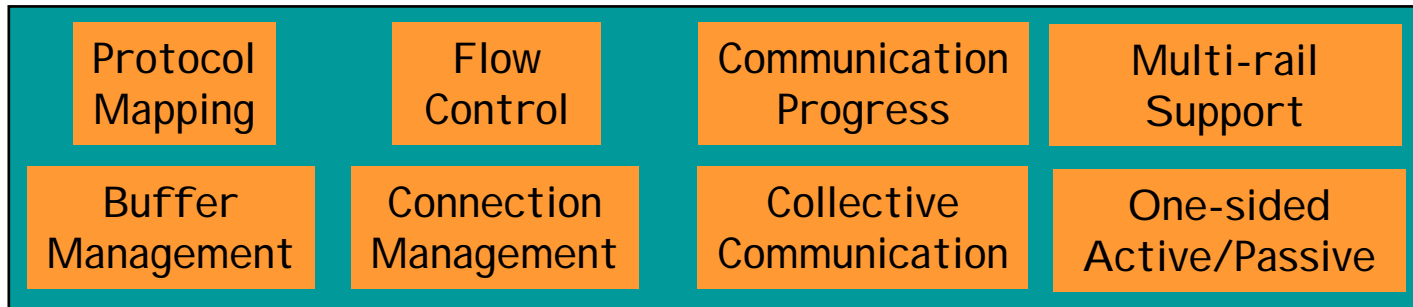 Protocol
Mapping
Flow
Control
Communication
Progress
Multi-rail
Support
Buffer
Management
Connection
Management
Collective
Communication
One-sided
Active/Passive